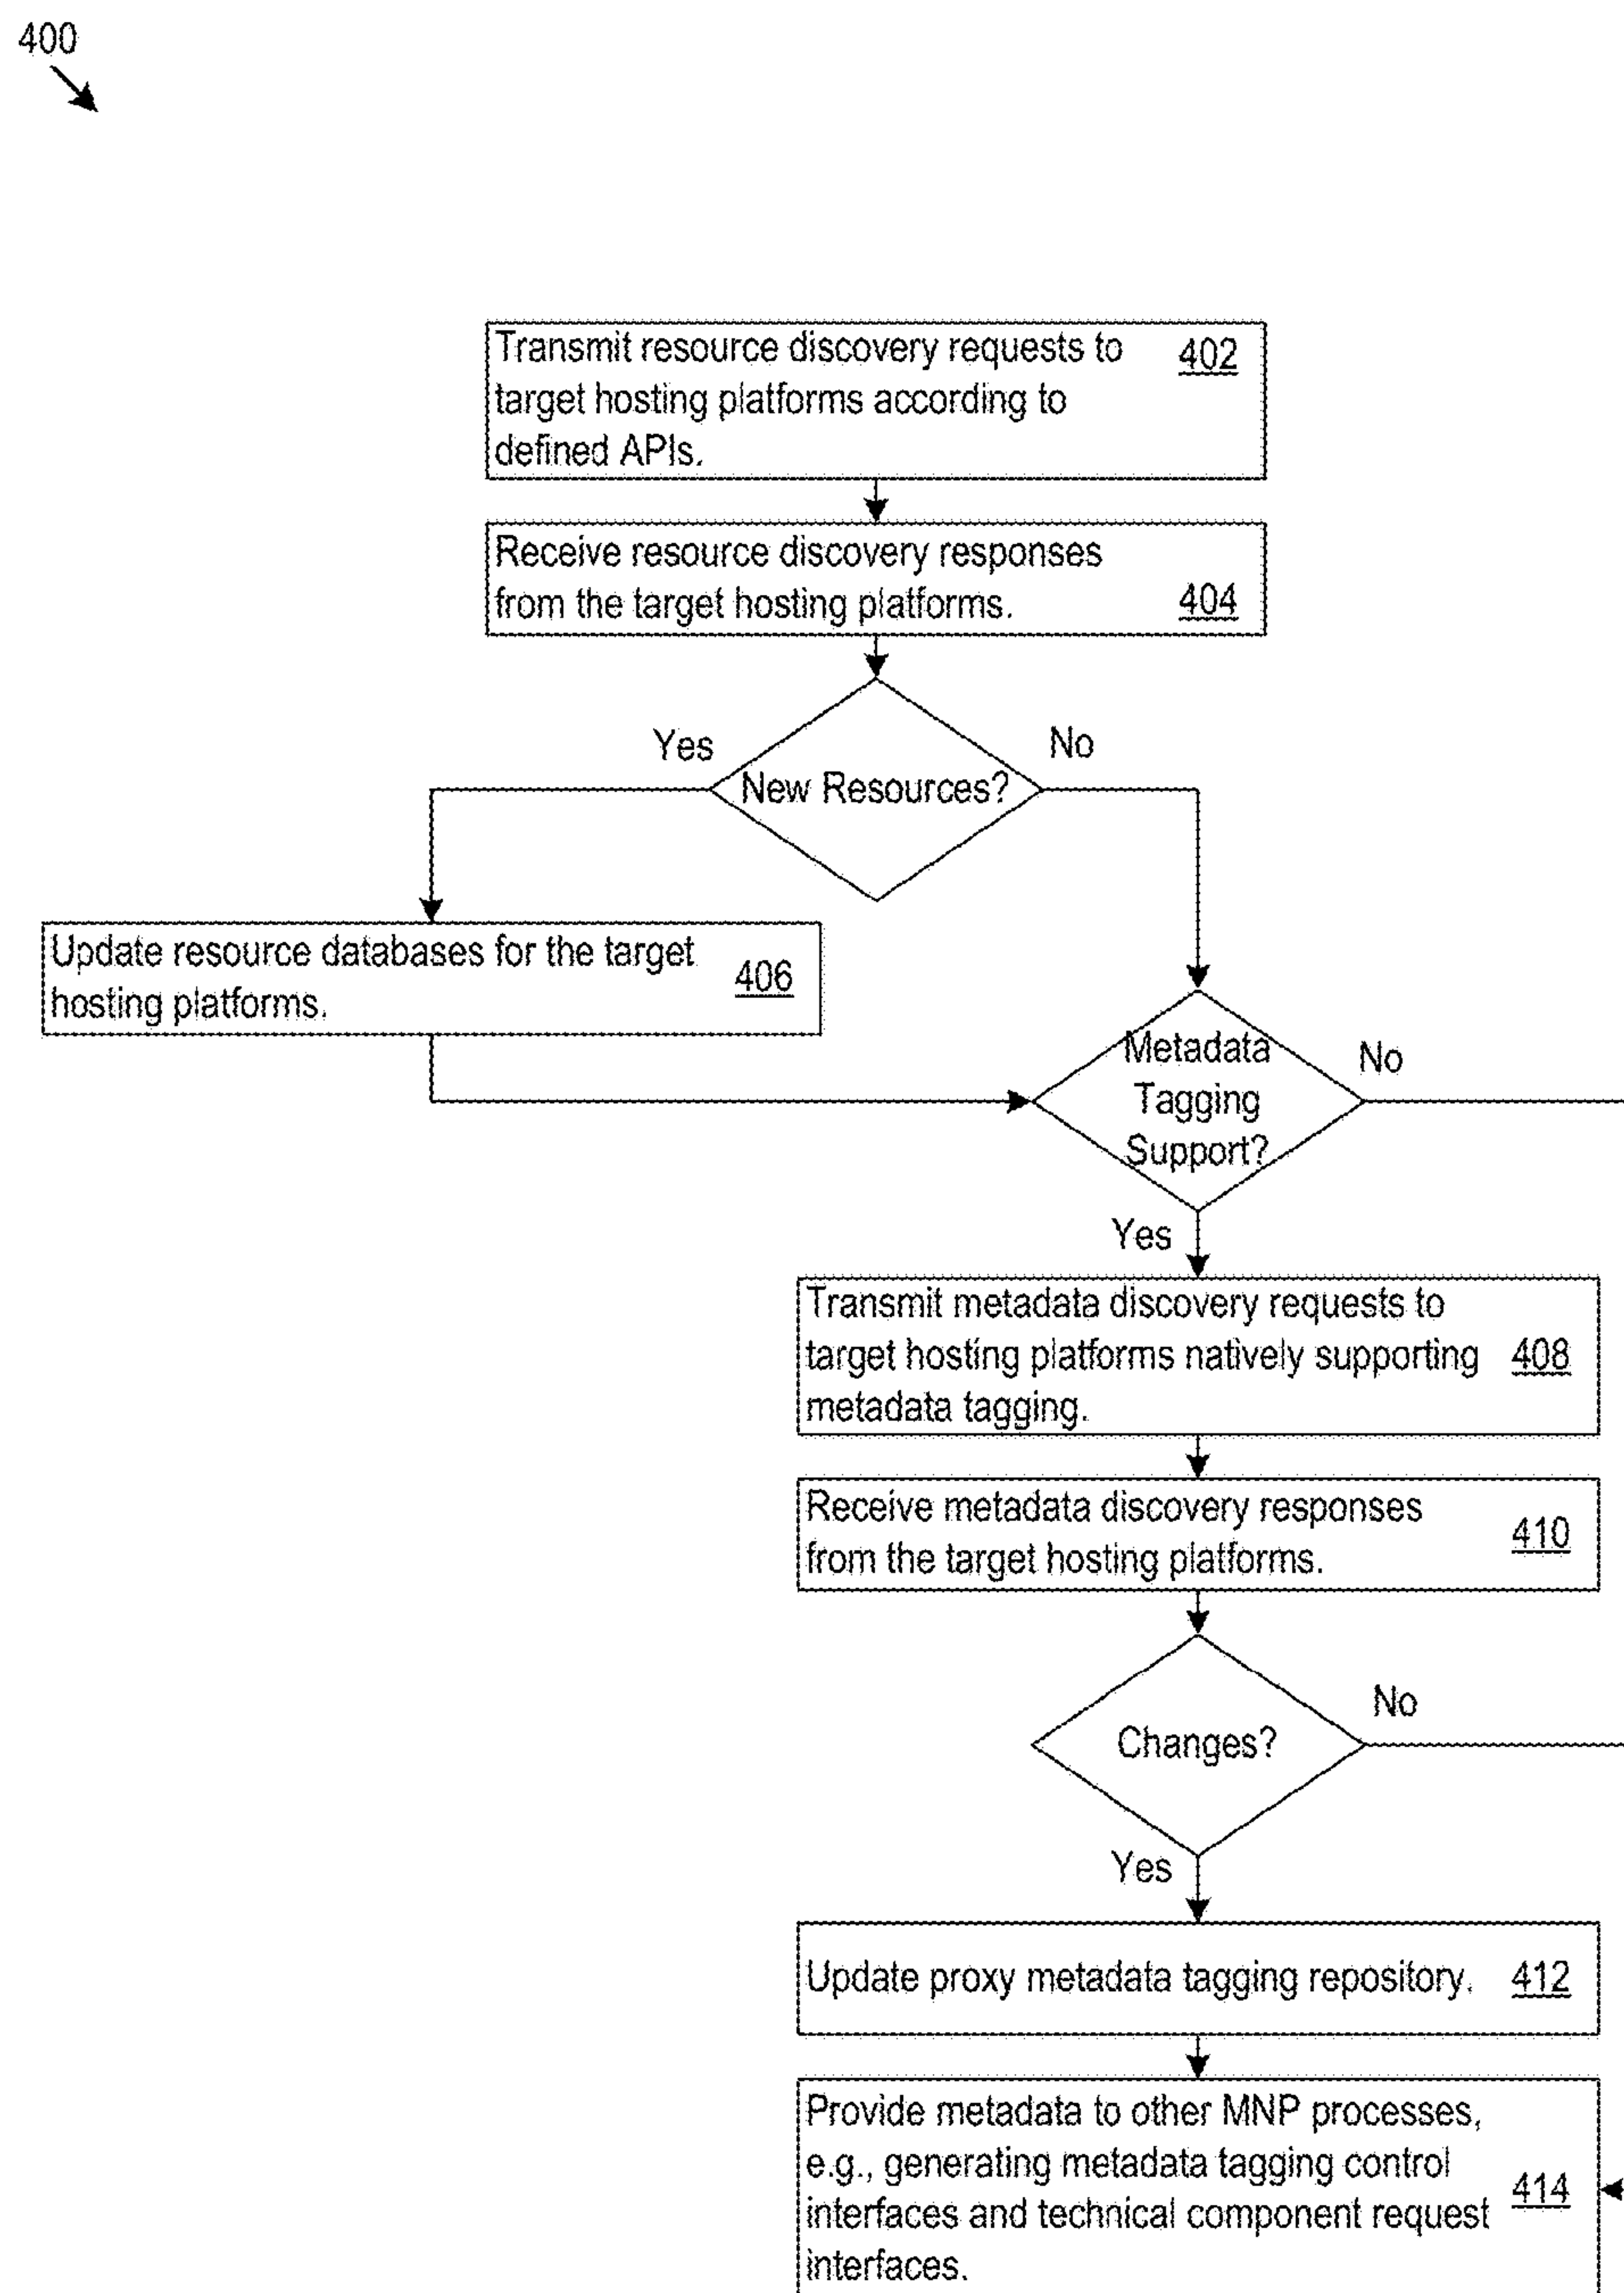 400
Transmit resource discovery requests to 402
target hosting platforms according to
defined APIs.
Receive resource discovery responses
from the target hosting platforms. 404
Yes
No
New Resources?
Update resource databases for the target
hosting platforms.
406
Metadata
Tagging
Support?
No
Yes
Transmit metadata discovery requests to
target hosting platforms natively supporting 408
metadata tagging.
Receive metadata discovery responses
from the target hosting platforms.
410
Changes?
No
Yes
Update proxy metadata tagging repository. 412
Provide metadata to other MNP processes,
e.g., generating metadata tagging control
interfaces and technical component request
interfaces.
414